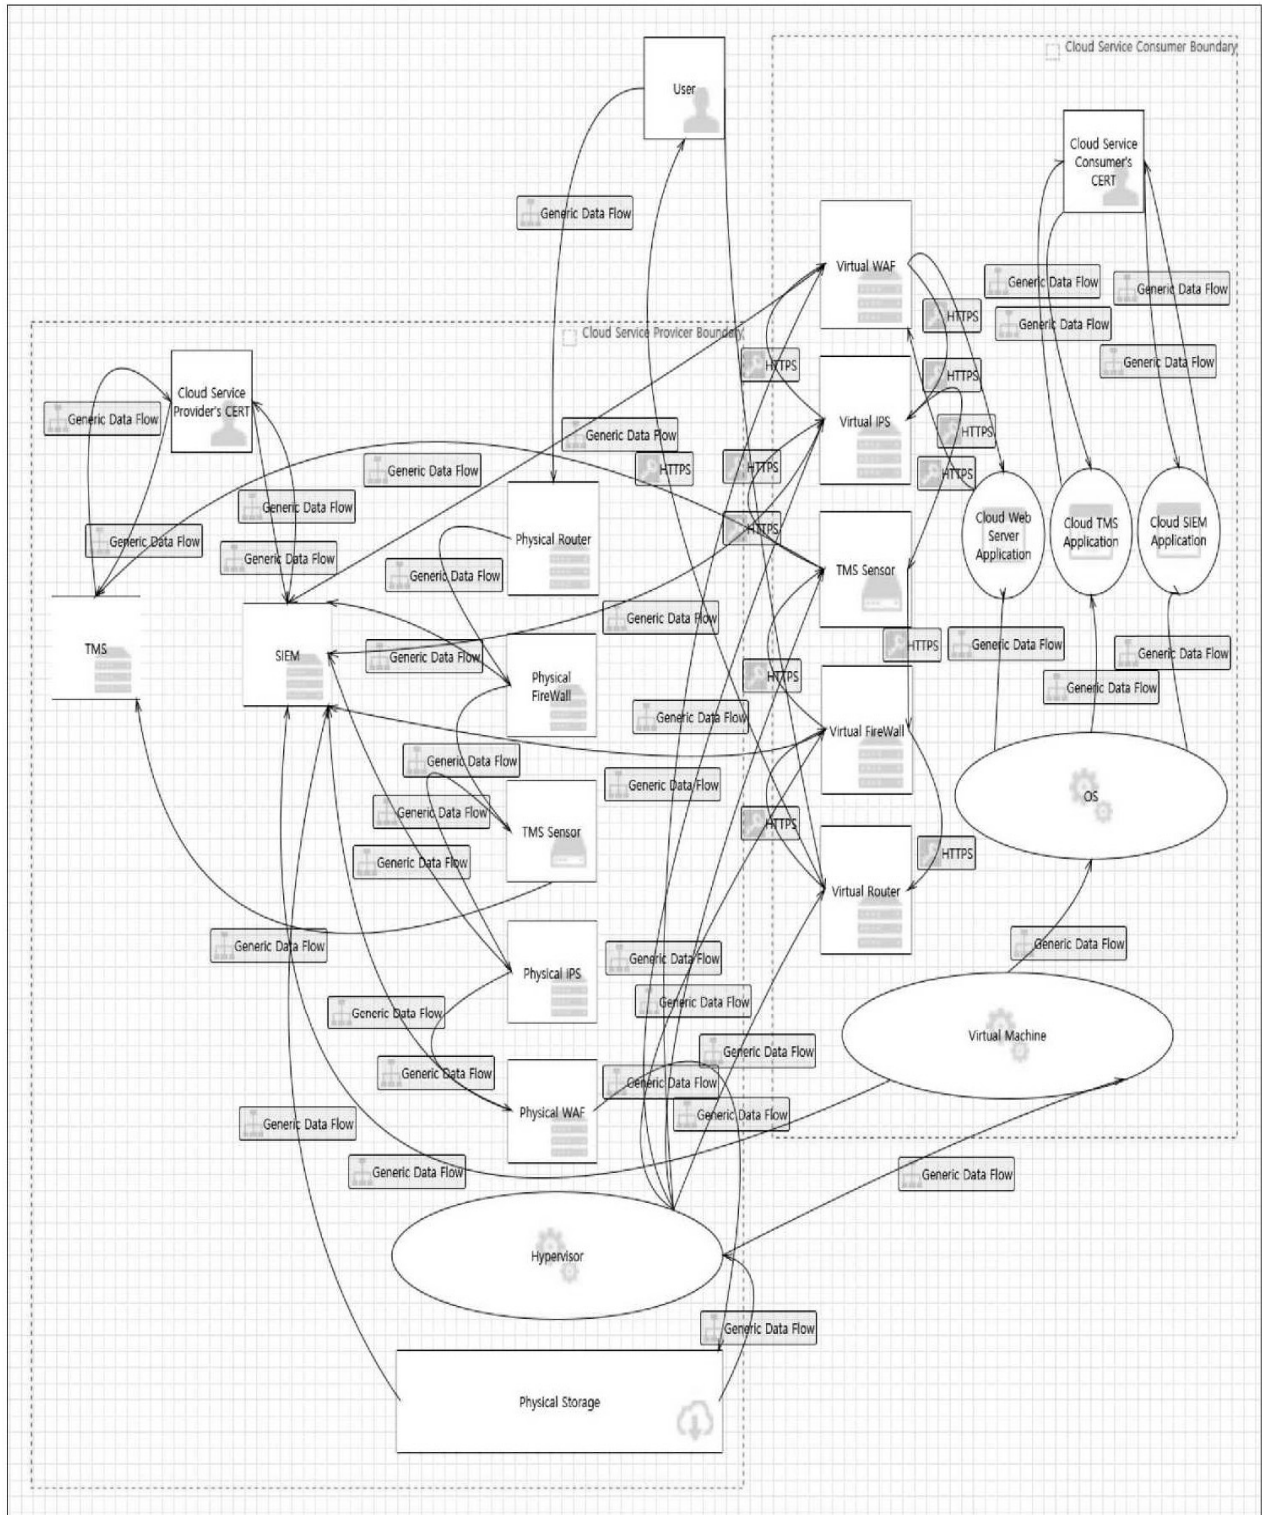 Cloud Service Consumer Boundary
User
Cloud Service
Consumer's
CERT
Generic Data Flow
Virtual WAF
Generic Data Flow
Generic Data Flow
HTTPS
Generic Data Flow
Cloud Service Provicer Boundary
Generic Data Flow
HTTPS
HTTPS
Cloud Service
Provider's CERT
Generic Data Flow
Virtual IPS
Generic Data Flow
HTTPS
Generic Data Flow
HTTPS
HTTPS
HTTPS
Generic Data Flow
Cloud Web
Server
Application
Cloud TMS
Application
Cloud SIEM
Application
HTTPS
Generic Data Flow
Physical Router
Generic Data Flow
Generic Data Flow
Generic Data Flow
TMS Sensor
Generic Data Flow
HTTPS
Generic Data Flow
TMS
SIEM
Generic Data Flow
Generic Data Flow
HTTPS
Physical
FireWall
Generic Data Flow
Generic Data Flow
Virtual FireWall
Generic Data Flow
Generic Data Flow
OS
Generic Data Flow
HTTPS
TMS Sensor
HTTPS
Generic Data Flow
Virtual Router
Generic Data Flow
Generic Data Flow
Generic Data Flow
Physical IPS
Generic Data Flow
Generic Data Flow
Virtual Machine
Generic Data Flow
Generic Data Flow
Generic Data Flow
Physical WAF
Generic Data Flow
Generic Data Flow
Generic Data Flow
Generic Data Flow
Hypervisor
Generic Data Flow
Physical Storage